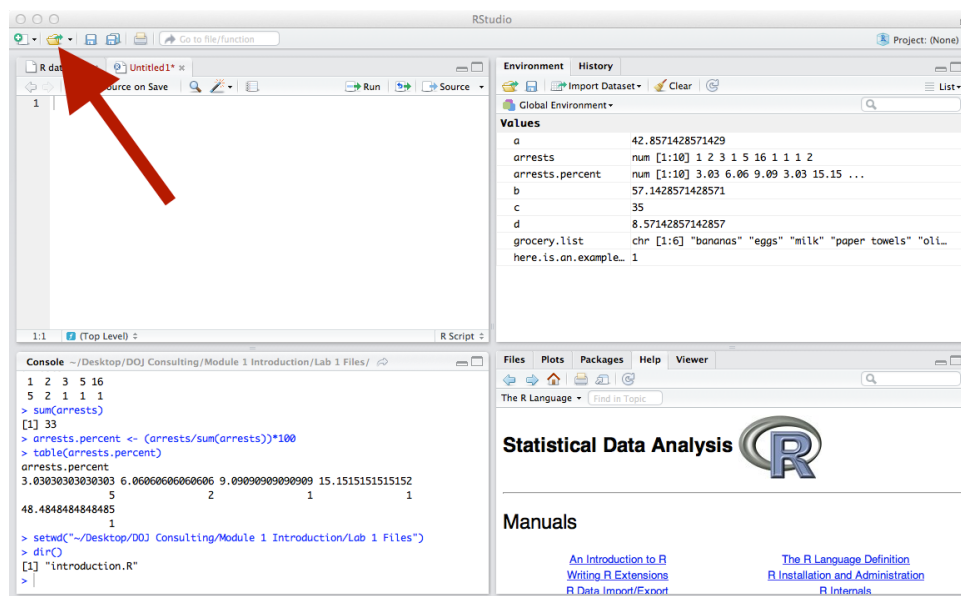 RStudio
Go to file/function
Project: (None)
R dat
Untitled1*
ource on Save
Run
Source
1
1:1
(Top Level)
R Script
Environment History
Import Dataset
Clear
List
Global Environment
Values
a 42.8571428571429
arrests num [1:10] 1 2 3 1 5 16 1 1 1 2
arrests.percent num [1:10] 3.03 6.06 9.09 3.03 15.15 ...
b 57.1428571428571
c 35
d 8.57142857142857
grocery.list chr [1:6] "bananas" "eggs" "milk" "paper towels" "oli…
here.is.an.example… 1
Console ~/Desktop/DOJ Consulting/Module 1 Introduction/Lab 1 Files/
1 2 3 5 16
5 2 1 1 1
> sum(arrests)
[1] 33
> arrests.percent <- (arrests/sum(arrests))*100
> table(arrests.percent)
arrests.percent
3.03030303030303 6.06060606060606 9.09090909090909 15.1515151515152
5 2 1 1
48.4848484848485
1
> setwd("~/Desktop/DOJ Consulting/Module 1 Introduction/Lab 1 Files")
> dir()
[1] "introduction.R"
>
Files Plots Packages Help Viewer
The R Language
Find in Topic
Statistical Data Analysis R
Manuals
An Introduction to R The R Language Definition
Writing R Extensions R Installation and Administration
R Data Import/Export R Internals